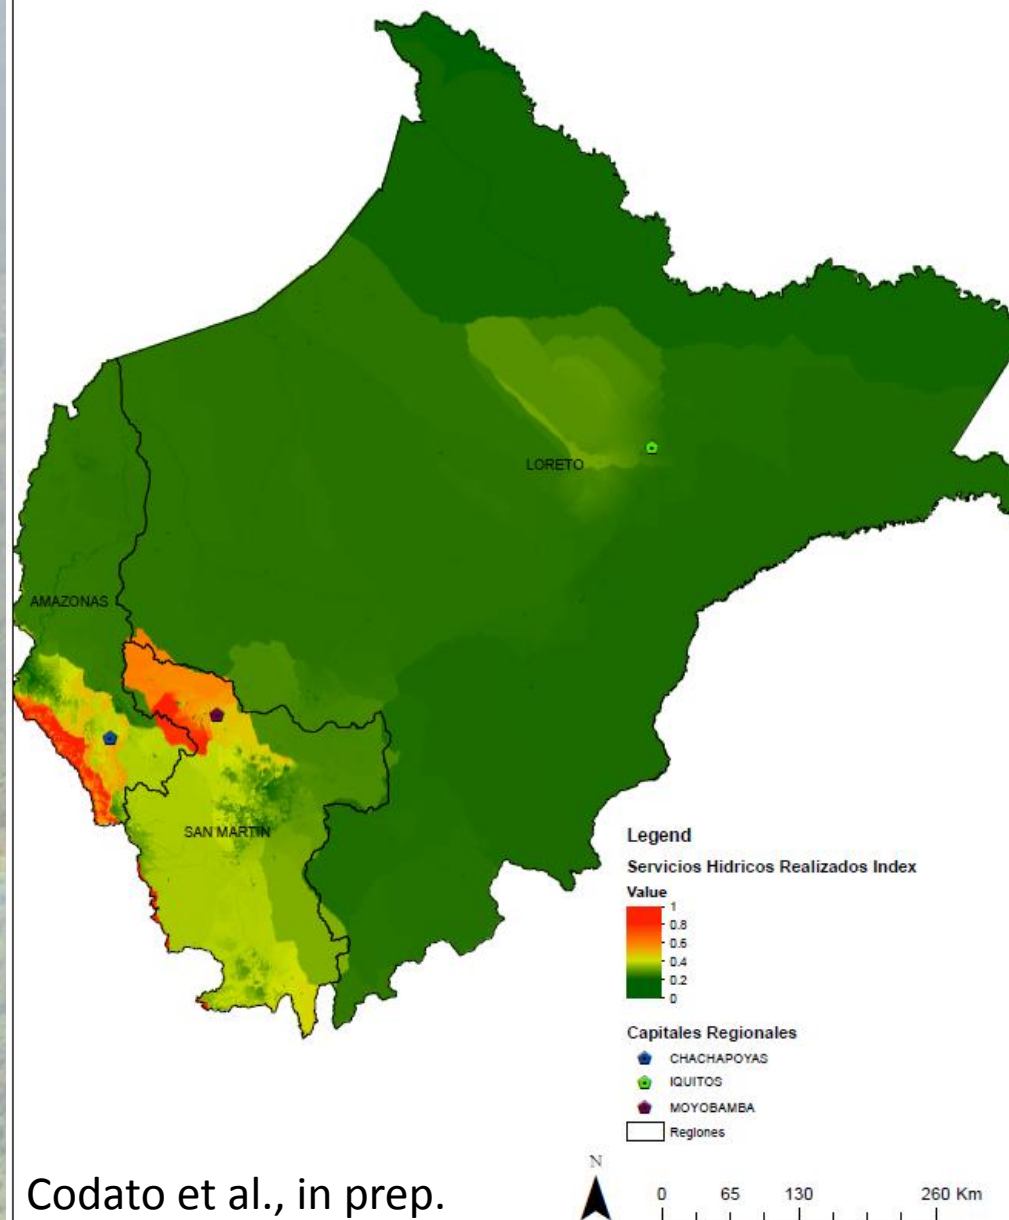 LORETO
AMAZONAS
SAN MARTIN
Legend
Servicios Hidricos Realizados Index
Value
1
0.8
0.6
0.4
0.2
0
Capitales Regionales
CHACHAPOYAS
IQUITOS
MOYOBAMBA
Regiones
N
0 65 130 260 Km
Codato et al., in prep.